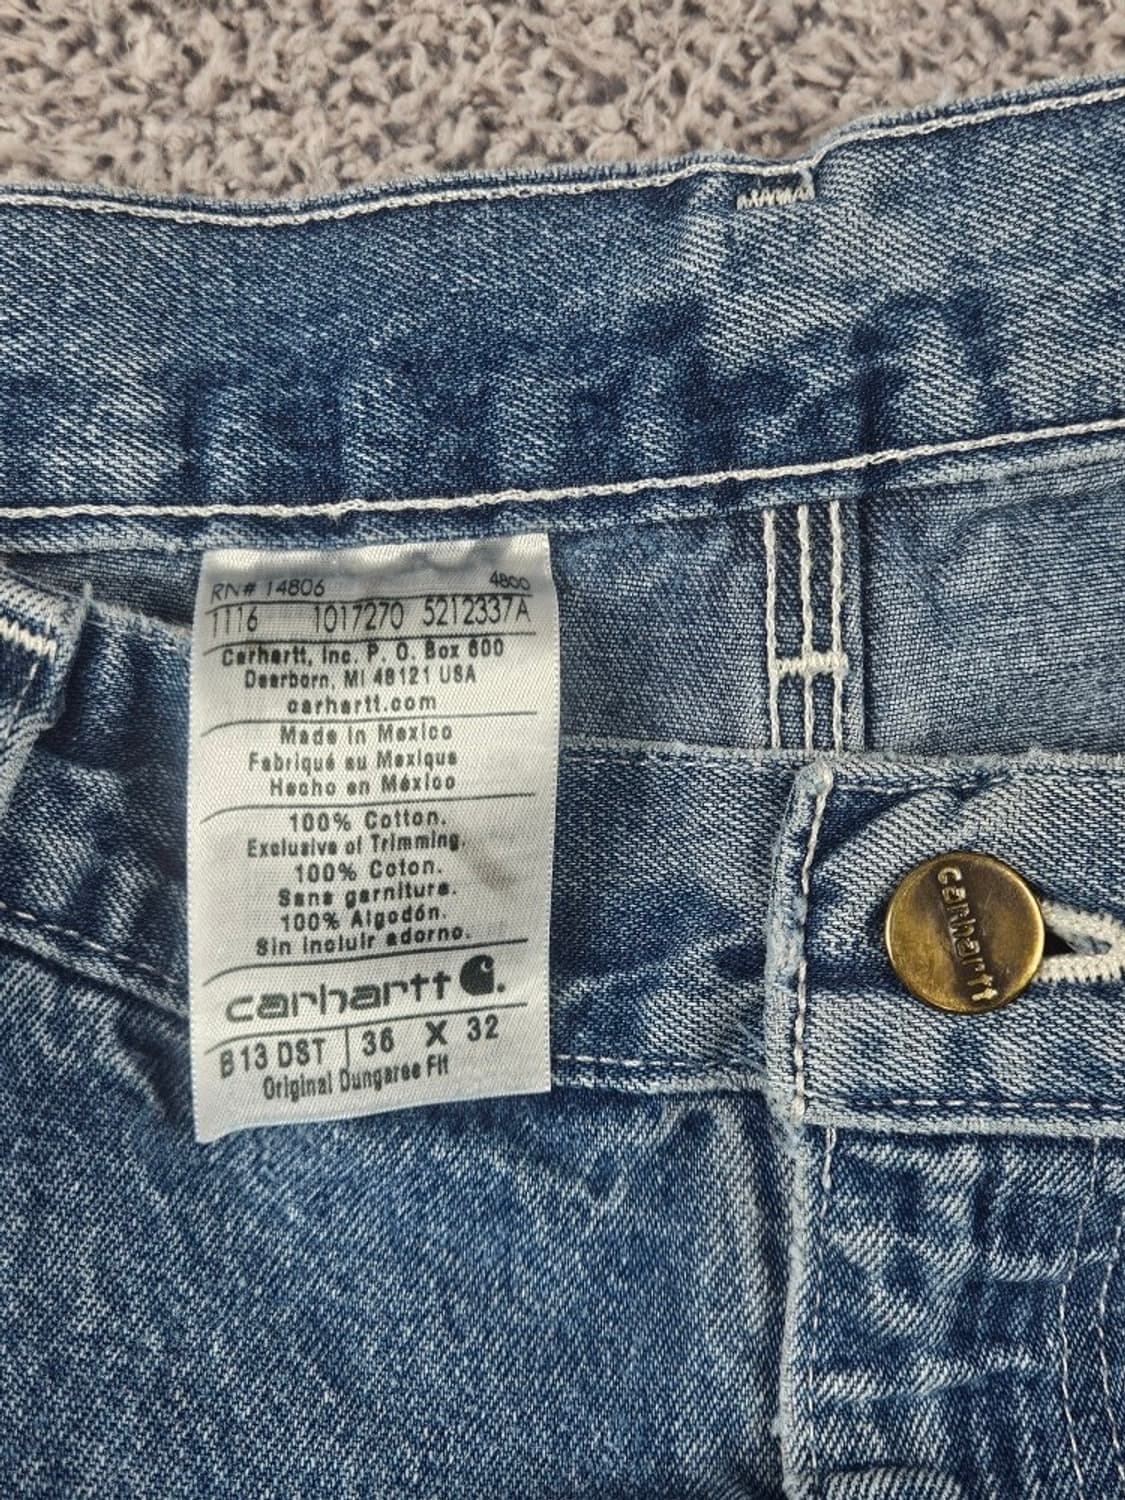 RN# 14806 4800
1116 1017270 5212337A
Carhartt, Inc. P. O. Box 600
Dearborn, MI 48121 USA
carhartt.com
Made in Mexico
Fabriqué au Mexique
Hecho en México
100% Cotton.
Exclusive of Trimming.
100% Coton.
Sans garniture.
100% Algodón.
Sin incluir adorno.
carhartt
B13 DST 36 X 32
Original Dungaree Fit
carhartt